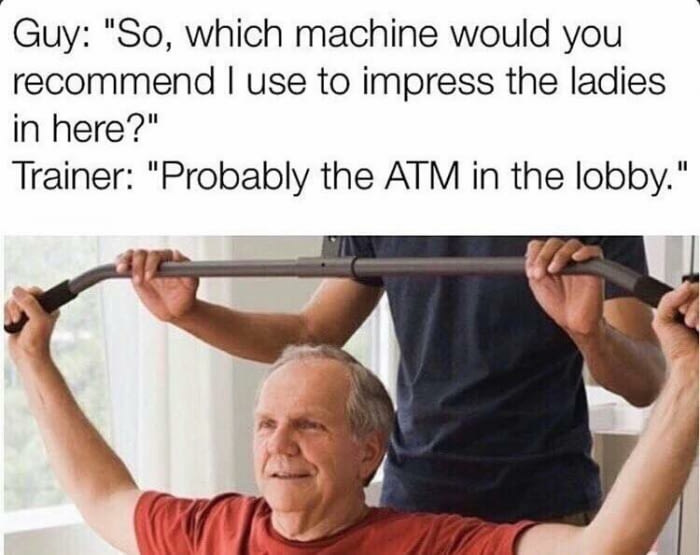 Guy: "So, which machine would you
recommend I use to impress the ladies
in here?"
Trainer: "Probably the ATM in the lobby."